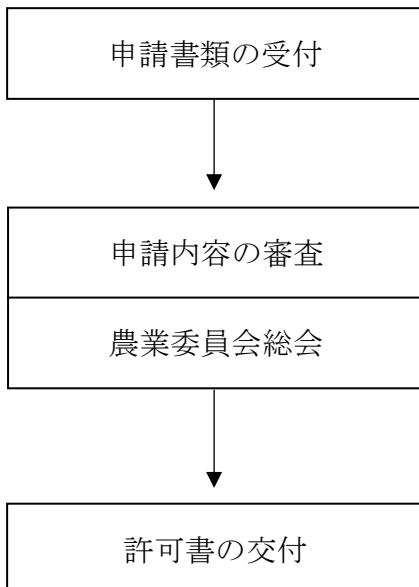 申請書類の受付
申請内容の審査
農業委員会総会
許可書の交付